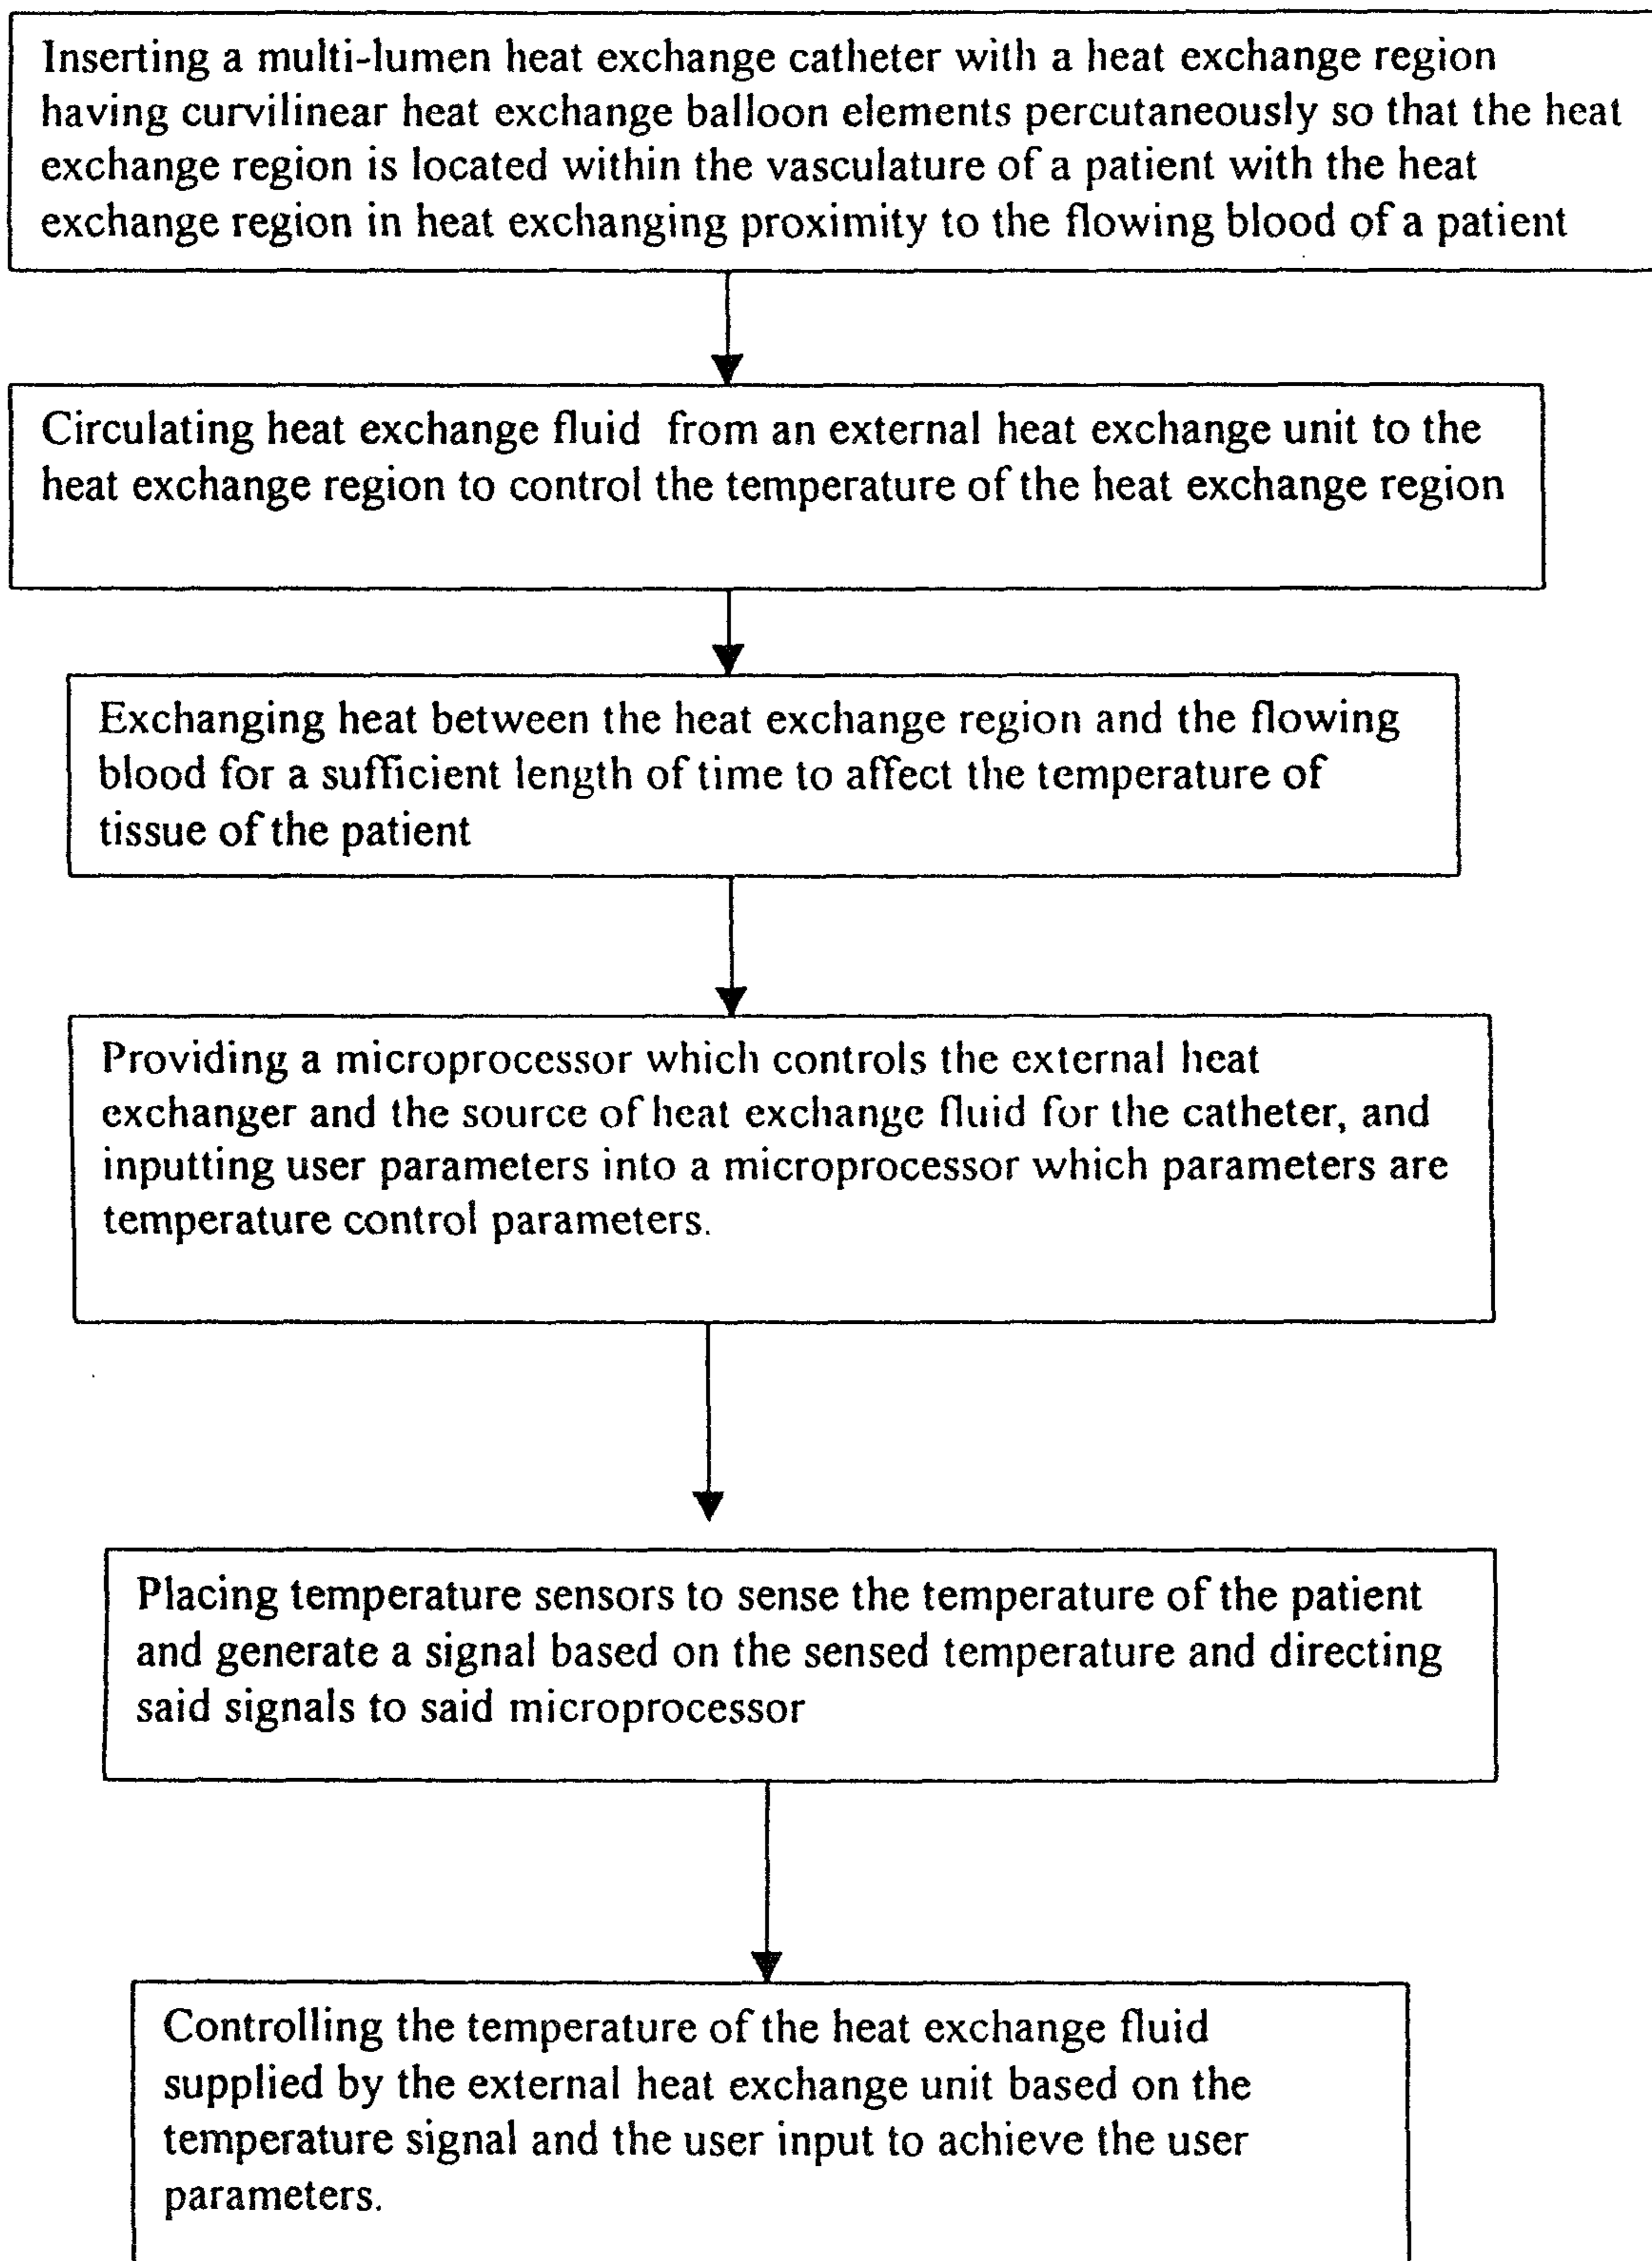 Inserting a multi-lumen heat exchange catheter with a heat exchange region
having curvilinear heat exchange balloon elements percutaneously so that the heat
exchange region is located within the vasculature of a patient with the heat
exchange region in heat exchanging proximity to the flowing blood of a patient
Circulating heat exchange fluid from an external heat exchange unit to the
heat exchange region to control the temperature of the heat exchange region
Exchanging heat between the heat exchange region and the flowing
blood for a sufficient length of time to affect the temperature of
tissue of the patient
Providing a microprocessor which controls the external heat
exchanger and the source of heat exchange fluid for the catheter, and
inputting user parameters into a microprocessor which parameters are
temperature control parameters.
Placing temperature sensors to sense the temperature of the patient
and generate a signal based on the sensed temperature and directing
said signals to said microprocessor
Controlling the temperature of the heat exchange fluid
supplied by the external heat exchange unit based on the
temperature signal and the user input to achieve the user
parameters.